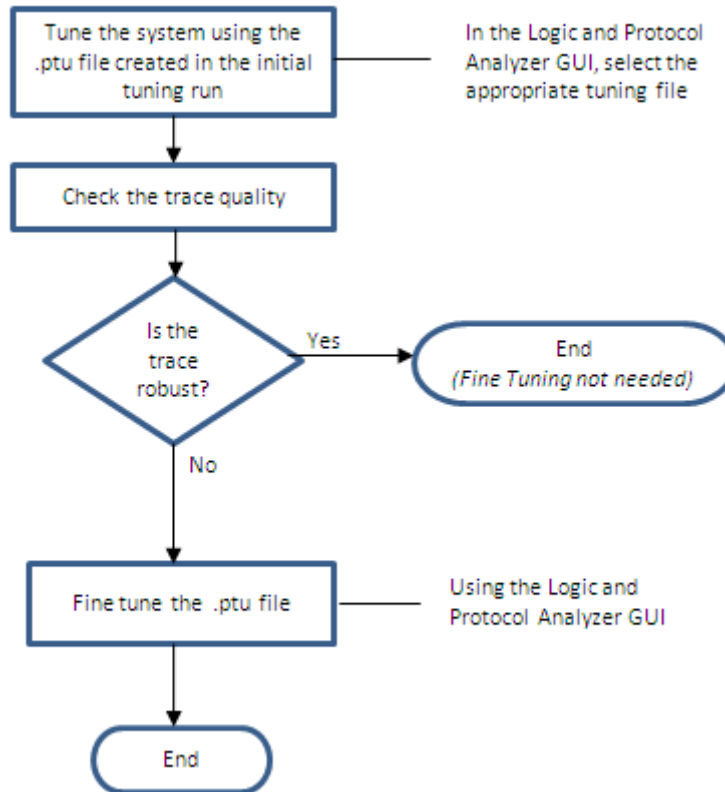 Tune the system using the
.ptu file created in the initial
tuning run
In the Logic and Protocol
Analyzer GUI, select the
appropriate tuning file
Check the trace quality
Is the
trace
robust?
Yes
End
(Fine Tuning not needed)
No
Fine tune the .ptu file
Using the Logic and
Protocol Analyzer GUI
End